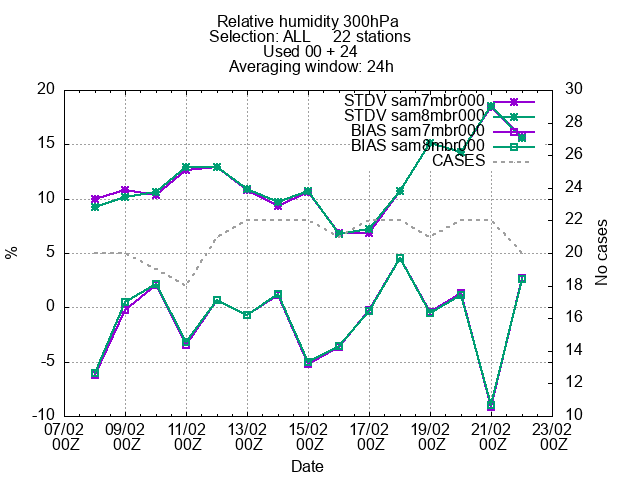 Relative humidity 300hPa
Selection: ALL 22 stations
Used 00 + 24
Averaging window: 24h
20 30
STDV sam7mbr000
STDV sam8mbr000
28
BIAS sam7mbr000
15
BIAS sam8mbr000
26
CASES
24
10
22
%
5 20
No cases
18
0
16
14
-5
12
-10 10
07/02 09/02 11/02 13/02 15/02 17/02 19/02 21/02 23/02
00Z 00Z 00Z 00Z 00Z 00Z 00Z 00Z 00Z
Date